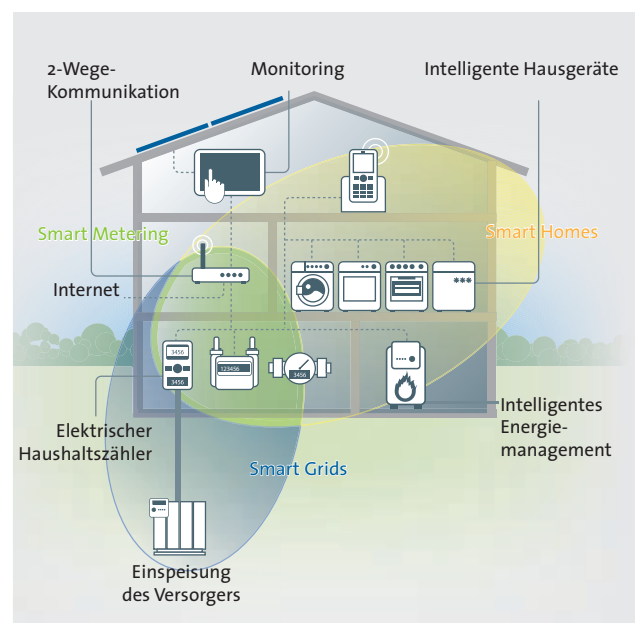 2-Wege-
Kommunikation
Monitoring
Intelligente Hausgeräte
Smart Metering
Smart Homes
Internet
3456
3456
123456
3456
Elektrischer
Haushaltszähler
Intelligentes
Energie-
management
Smart Grids
Einspeisung
des Versorgers